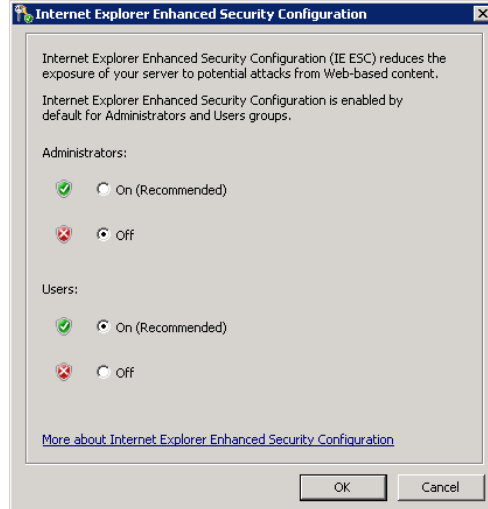 Internet Explorer Enhanced Security Configuration
Internet Explorer Enhanced Security Configuration (IE ESC) reduces the
exposure of your server to potential attacks from Web-based content.
Internet Explorer Enhanced Security Configuration is enabled by
default for Administrators and Users groups.
Administrators:
On (Recommended)
Off
Users:
On (Recommended)
Off
More about Internet Explorer Enhanced Security Configuration
OK Cancel